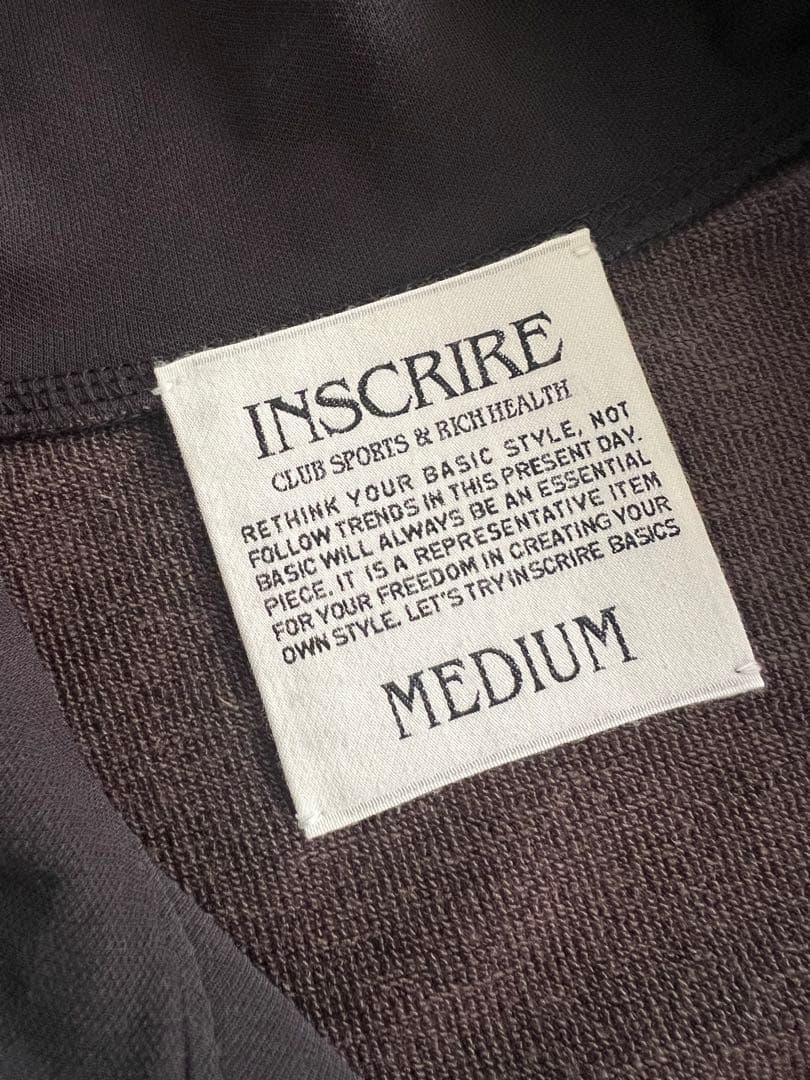 INSCRIRE
CLUB SPORTS & RICH HEALTH
RETHINK YOUR BASIC STYLE, NOT
FOLLOW TRENDS IN THIS PRESENT DAY.
BASIC WILL ALWAYS BE AN ESSENTIAL
PIECE. IT IS A REPRESENTATIVE ITEM
FOR YOUR FREEDOM IN CREATING YOUR
OWN STYLE. LET'S TRY INSCRIRE BASICS
MEDIUM